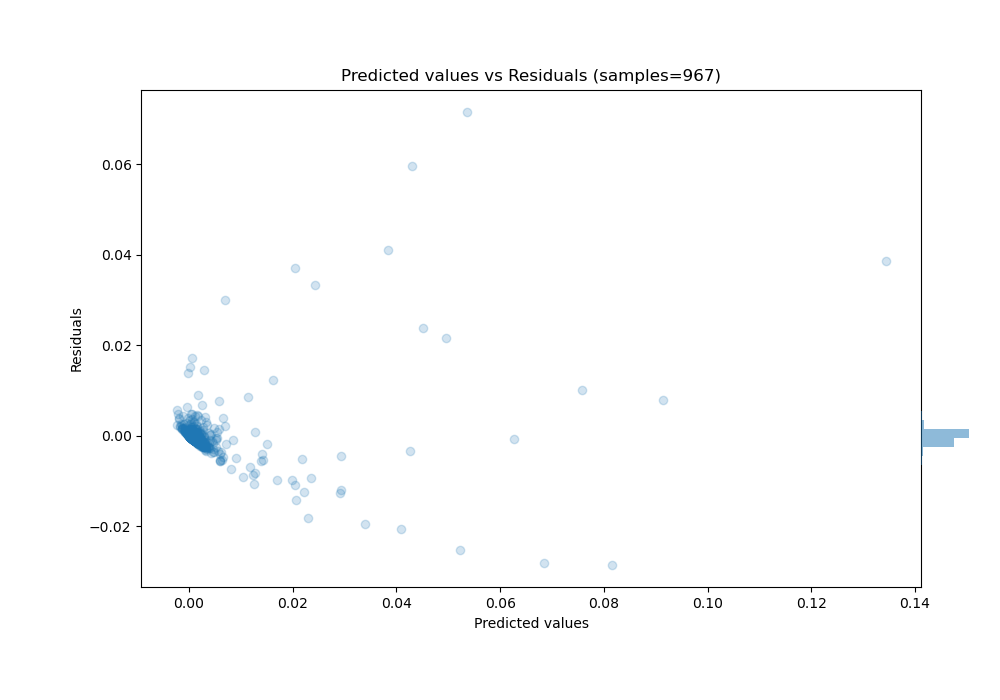 Predicted values vs Residuals (samples=967)
Residuals
0.06
0.04
0.02
0.00
−0.02
0.00 0.02 0.04 0.06 0.08 0.10 0.12 0.14
Predicted values